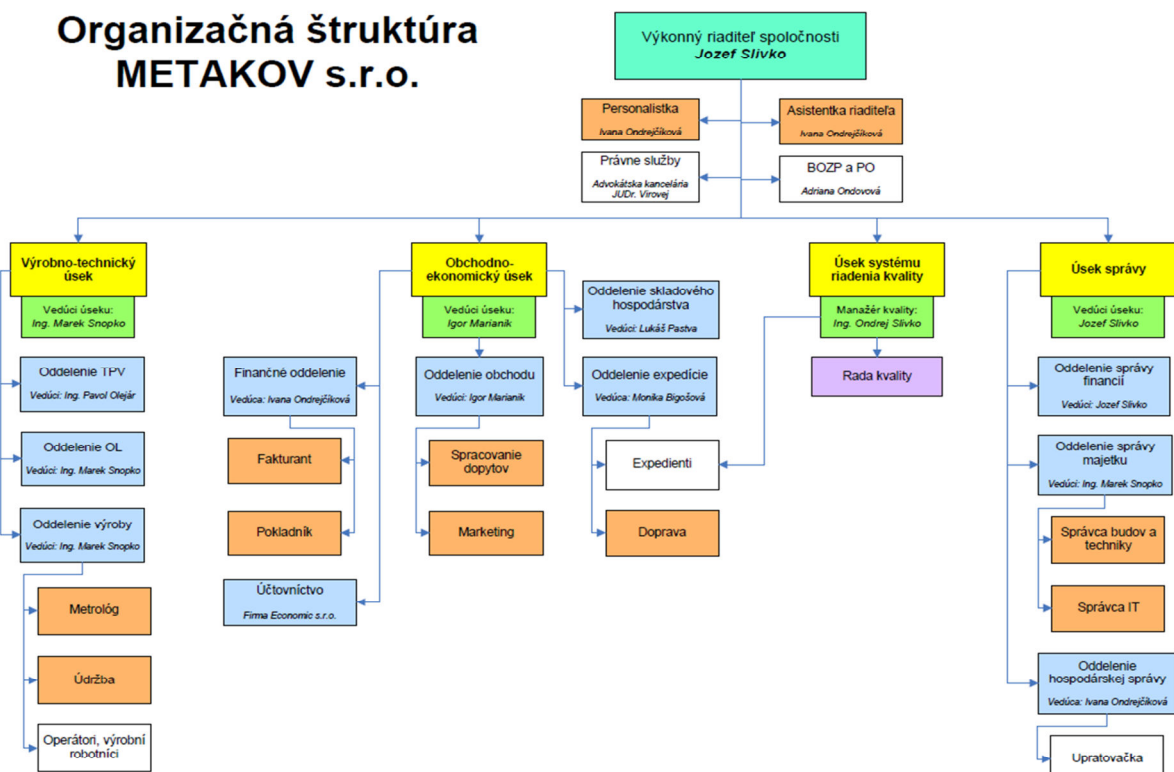 Organizačná štruktúra
METAKOV s.r.o.
Výkonný riaditeľ spoločnosti
Jozef Slivko
Personalistka
Ivana Ondrejčíková
Asistentka riaditeľa
Ivana Ondrejčíková
Právne služby
Advokátska kancelária
JUDr. Virovej
BOZP a PO
Adriana Ondovová
Výrobno-technický
úsek
Vedúci úseku:
Ing. Marek Snopko
Oddelenie TPV
Vedúci: Ing. Pavol Olejár
Oddelenie OL
Vedúci: Ing. Marek Snopko
Oddelenie výroby
Vedúci: Ing. Marek Snopko
Metrológ
Údržba
Operátori, výrobní
robotníci
Obchodno-
ekonomický úsek
Vedúci úseku:
Igor Marianik
Finančné oddelenie
Vedúca: Ivana Ondrejčíková
Fakturant
Pokladník
Účtovníctvo
Firma Economic s.r.o.
Oddelenie obchodu
Vedúci: Igor Marianik
Spracovanie
dopytov
Marketing
Oddelenie skladového
hospodárstva
Vedúci: Lukáš Pastva
Oddelenie expedície
Vedúca: Monika Bigošová
Expedienti
Doprava
Úsek systému
riadenia kvality
Manažér kvality:
Ing. Ondrej Slivko
Rada kvality
Úsek správy
Vedúci úseku:
Jozef Slivko
Oddelenie správy
financií
Vedúci: Jozef Slivko
Oddelenie správy
majetku
Vedúci: Ing. Marek Snopko
Správca budov a
techniky
Správca IT
Oddelenie
hospodárskej správy
Vedúca: Ivana Ondrejčíková
Upratovačka